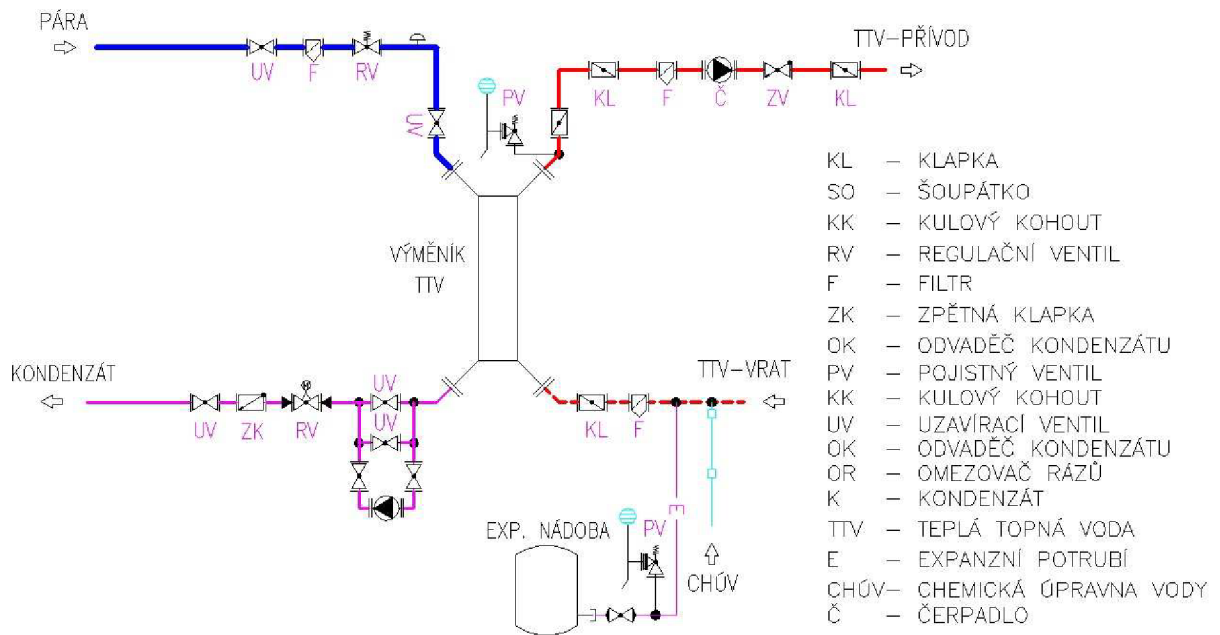 PÁRA
UV
F
RV
UV
PV
KL
F
Č
ZV
KL
TTV–PŘÍVOD
VÝMĚNÍK
TTV
KONDENZÁT
UV
ZK
RV
M
UV
UV
TTV–VRAT
KL
F
E
EXP. NÁDOBA
PV
CHÚV
KL – KLAPKA
SO – ŠOUPÁTKO
KK – KULOVÝ KOHOUT
RV – REGULAČNÍ VENTIL
F – FILTR
ZK – ZPĚTNÁ KLAPKA
OK – ODVADĚČ KONDENZÁTU
PV – POJISTNÝ VENTIL
KK – KULOVÝ KOHOUT
UV – UZAVÍRACÍ VENTIL
OK – ODVADĚČ KONDENZÁTU
OR – OMEZOVAČ RÁZŮ
K – KONDENZÁT
TTV – TEPLÁ TOPNÁ VODA
E – EXPANZNÍ POTRUBÍ
CHÚV– CHEMICKÁ ÚPRAVNA VODY
Č – ČERPADLO